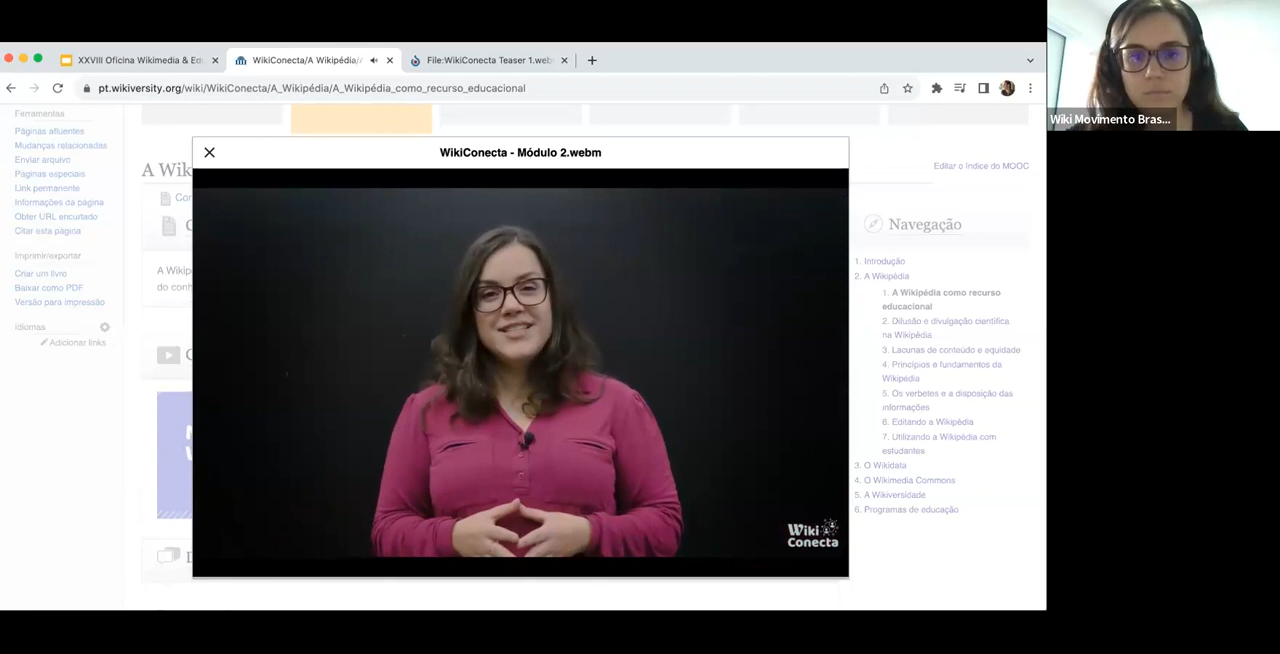 XXVIII Oficina Wikimedia & Ed
WikiConecta/A Wikipédia/
File:WikiConecta Teaser 1.web
pt.wikiversity.org/wiki/WikiConecta/A_Wikipédia/A_Wikipédia_como_recurso_educacional
Wiki Movimento Bras...
Ferramentas
Páginas afluentes
Mudanças relacionadas
Enviar arquivo
Páginas especiais
Link permanente
Informações da página
Obter URL encurtado
Citar esta página
Imprimir/exportar
Criar um livro
Baixar como PDF
Versão para impressão
Idiomas
Adicionar links
A Wik
Con
A Wikip
do conh
WikiConecta - Módulo 2.webm
Wiki
Conecta
Editar o índice do MOOC
Navegação
1. Introdução
2. A Wikipédia
1. A Wikipédia como recurso
educacional
2. Difusão e divulgação científica
na Wikipédia
3. Lacunas de conteúdo e equidade
4. Princípios e fundamentos da
Wikipédia
5. Os verbetes e a disposição das
informações
6. Editando a Wikipédia
7. Utilizando a Wikipédia com
estudantes
3. O Wikidata
4. O Wikimedia Commons
5. A Wikiversidade
6. Programas de educação